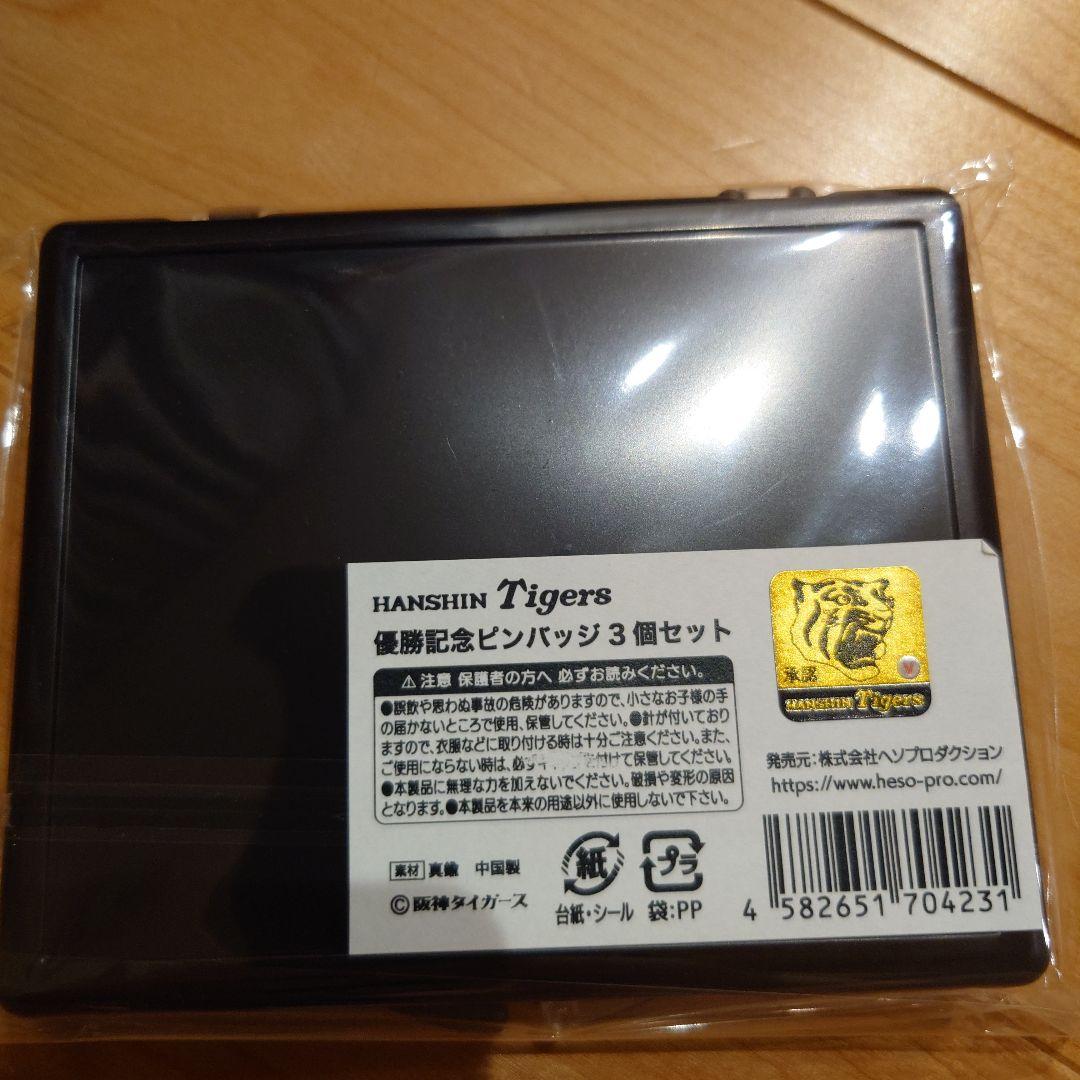 HANSHIN Tigers
優勝記念ピンバッジ3個セット
⚠注意 保護者の方へ 必ずお読みください。
●誤飲や思わぬ事故の危険がありますので、小さなお子様の手
の届かないところで使用、保管してください。●針が付いており
ますので、衣服などに取り付ける時は十分ご注意ください。また、
ご使用にならない時は、必ず を付けて保管してください。
●本製品に無理な力を加えないでください。破損や変形の原因
となります。●本製品を本来の用途以外に使用しないで下さい。
素材 真鍮 中国製
©阪神タイガース
紙
台紙・シール
プラ
袋:PP
承認
HANSHIN Tigers
発売元:株式会社ヘソプロダクション
https://www.heso-pro.com/
4 582651 704231